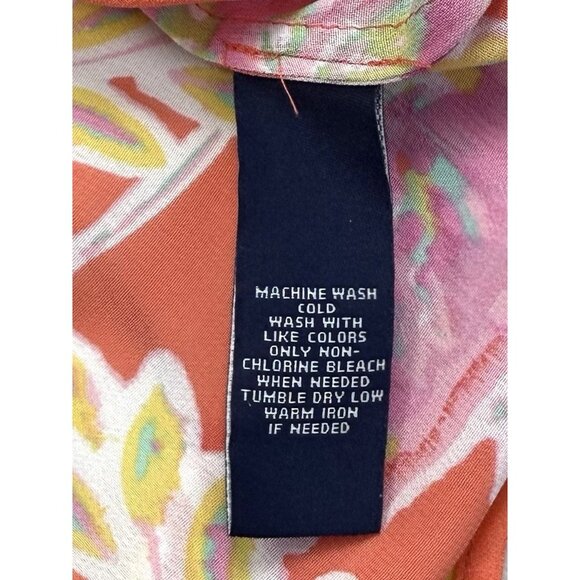 MACHINE WASH
COLD
WASH WITH
LIKE COLORS
ONLY NON-
CHLORINE BLEACH
WHEN NEEDED
TUMBLE DRY LOW
WARM IRON
IF NEEDED